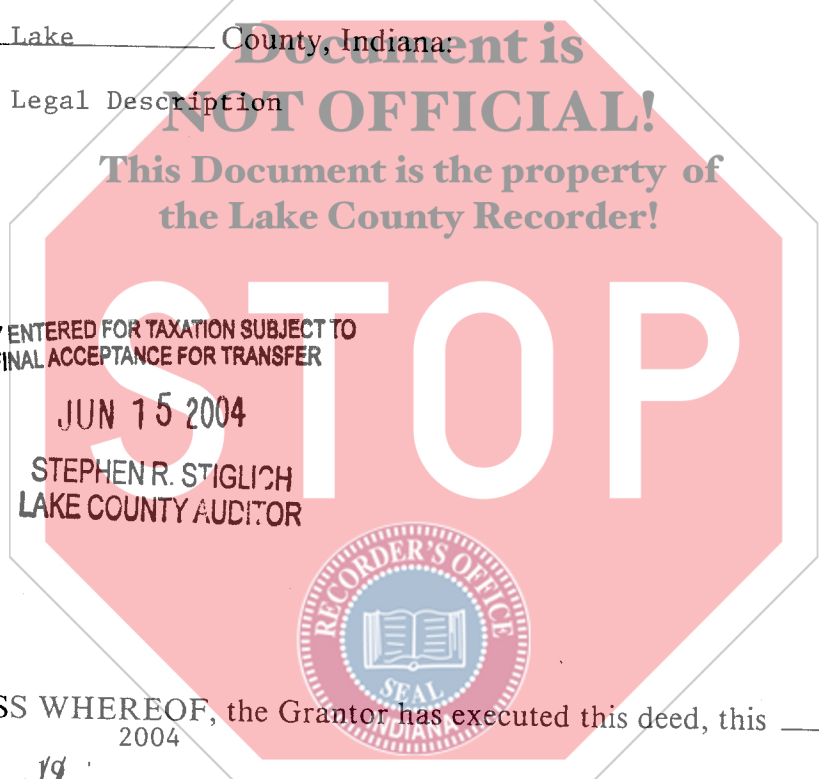 Lake County, Indiana:
Document is
Legal Description
NOT OFFICIAL!
This Document is the property of
the Lake County Recorder!
STOP
ENTERED FOR TAXATION SUBJECT TO
FINAL ACCEPTANCE FOR TRANSFER
JUN 15 2004
STEPHEN R. STIGLICH
LAKE COUNTY AUDITOR
RECORDER'S OFFICE
SEAL
INDIANA
SS WHEREOF, the Grantor has executed this deed, this
2004
19